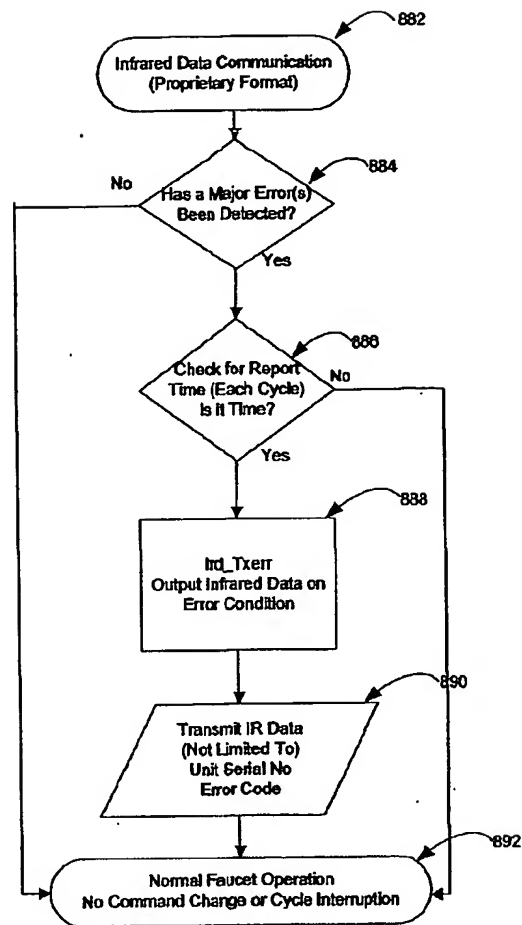 882
Infrared Data Communication
(Proprietary Format)
884
No
Has a Major Error(s)
Been Detected?
Yes
886
Check for Report
Time (Each Cycle)
Is it Time?
No
Yes
888
Ird_Txerr
Output Infrared Data on
Error Condition
890
Transmit IR Data
(Not Limited To)
Unit Serial No
Error Code
892
Normal Faucet Operation
No Command Change or Cycle Interruption